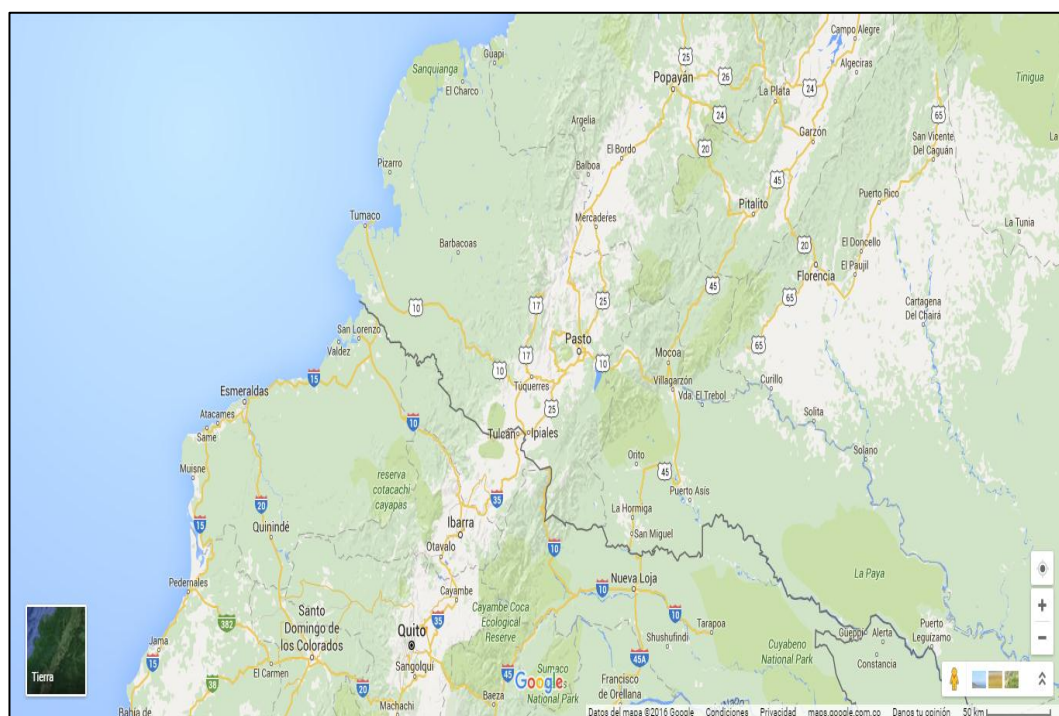 Campo Alegre
Guapi
Sanquianga
25
Popayán
26
Algeciras
Tinigua
El Charco
La Plata
24
65
Argelia
24
Garzón
San Vicente
Del Caguán
El Bordo
20
Pizarro
Balboa
45
Puerto Rico
Pitalito
Tumaco
Mercaderes
La Tunia
Barbacoas
20
El Doncello
El Paujil
Florencia
45
65
10
17
25
Cartagena
Del Chairá
San Lorenzo
Valdez
Pasto
65
17
10
10
Mocoa
15
Túquerres
Villagarzón
Curillo
Vda. El Trebol
Esmeraldas
25
Solita
Atacames
10
Same
Tulcán
Ipiales
Solano
Muisne
reserva
cotacachi
cayapas
Orito
45
35
Puerto Asís
20
15
Quinindé
Ibarra
La Hormiga
San Miguel
Otavalo
10
La Paya
Pedernales
Nueva Loja
10
Cayambe
Santo
Domingo
de los
Colorados
Cayambe Coca
Ecological
Reserve
10
382
35
Tarapoa
Quito
Shushufindi
Güeppi
Alerta
Puerto
Leguízamo
Jama
15
Cuyabeno
National Park
Constancia
El Carmen
Sangolqui
45A
45
Sumaco
National Park
Google
Francisco
de Orellana
38
20
Machachi
Baeza
Bahía de
Tierra
+
−
Datos del mapa ©2016 Google Condiciones Privacidad maps.google.com.co Danos tu opinión 50 km